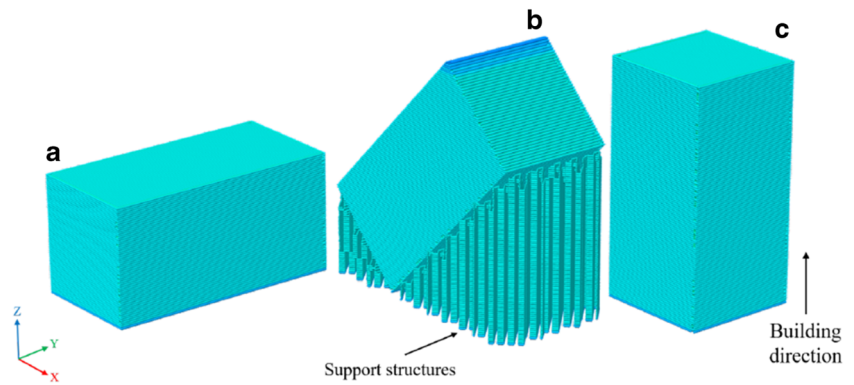 a
b
c
Z
Y
X
Support structures
Building
direction